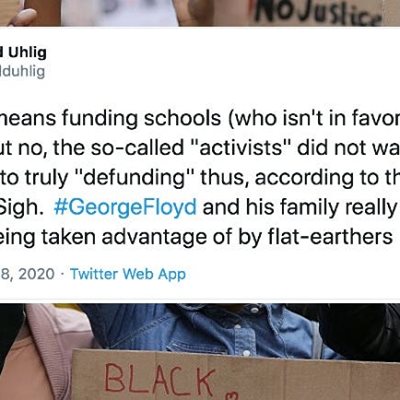 No Justice
d Uhlig
lduhlig
means funding schools (who isn't in favor
ut no, the so-called "activists" did not wa
to truly "defunding" thus, according to th
Sigh. #GeorgeFloyd and his family really
eing taken advantage of by flat-earthers
8, 2020 · Twitter Web App
BLACK